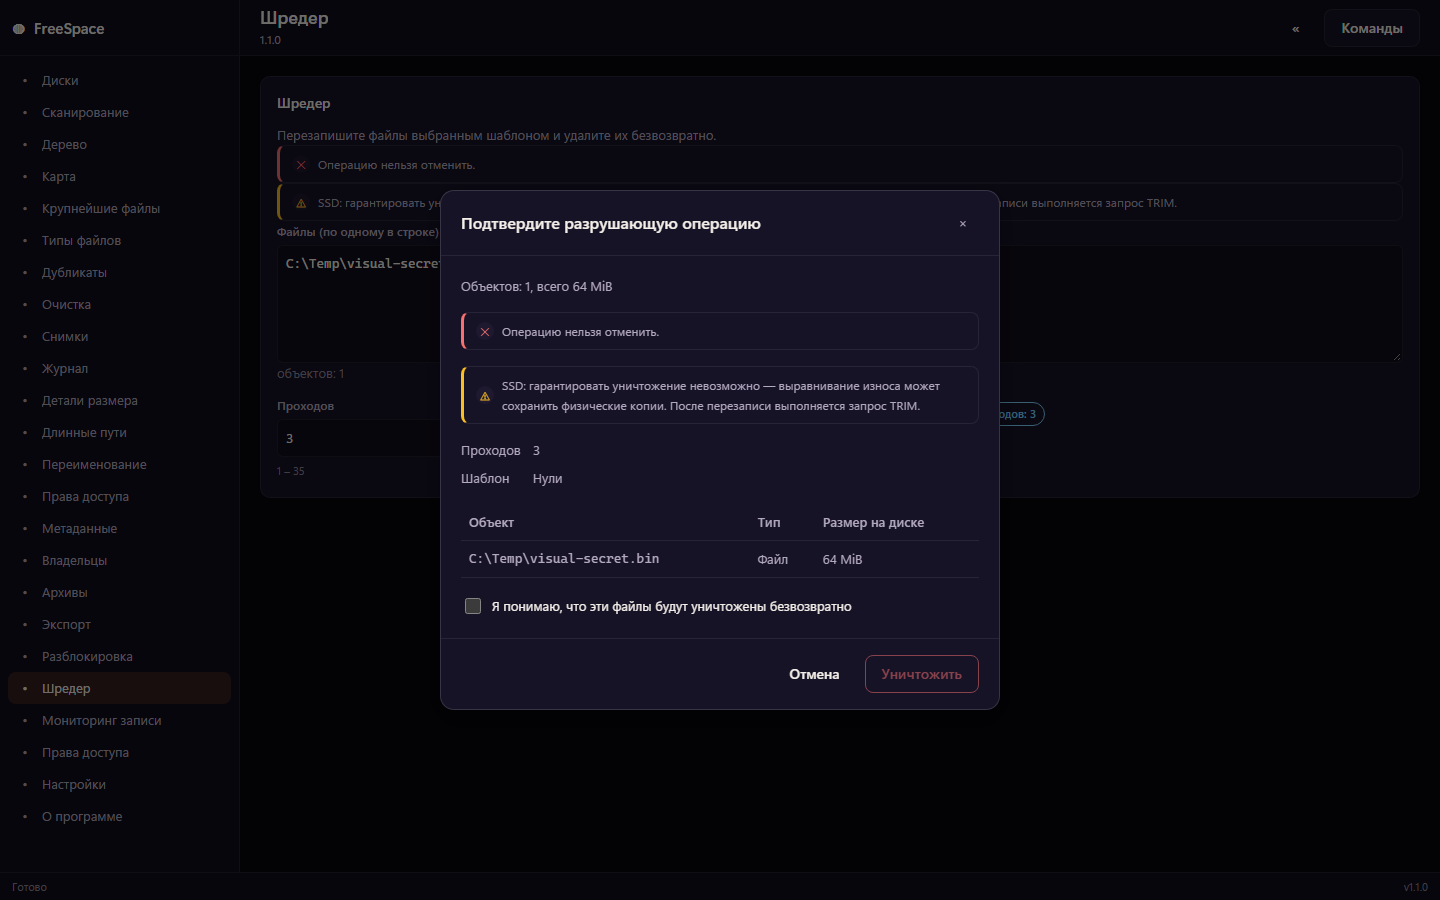 FreeSpace
Шредер
1.1.0
«
Команды
Диски
Сканирование
Дерево
Карта
Крупнейшие файлы
Типы файлов
Дубликаты
Очистка
Снимки
Журнал
Детали размера
Длинные пути
Переименование
Права доступа
Метаданные
Владельцы
Архивы
Экспорт
Разблокировка
Шредер
Мониторинг записи
Права доступа
Настройки
О программе
Шредер
Перезапишите файлы выбранным шаблоном и удалите их безвозвратно.
Операцию нельзя отменить.
SSD: гарантировать выполняется запрос TRIM.
Файлы (по одному в строке)
C:\Temp\visual-secret
объектов: 1
Проходов
3
1 – 35
одов: 3
Подтвердите разрушающую операцию
×
Объектов: 1, всего 64 MiB
Операцию нельзя отменить.
SSD: гарантировать уничтожение невозможно — выравнивание износа может
сохранить физические копии. После перезаписи выполняется запрос TRIM.
Проходов 3
Шаблон Нули
Объект Тип Размер на диске
C:\Temp\visual-secret.bin Файл 64 MiB
Я понимаю, что эти файлы будут уничтожены безвозвратно
Отмена Уничтожить
Готово
v1.1.0